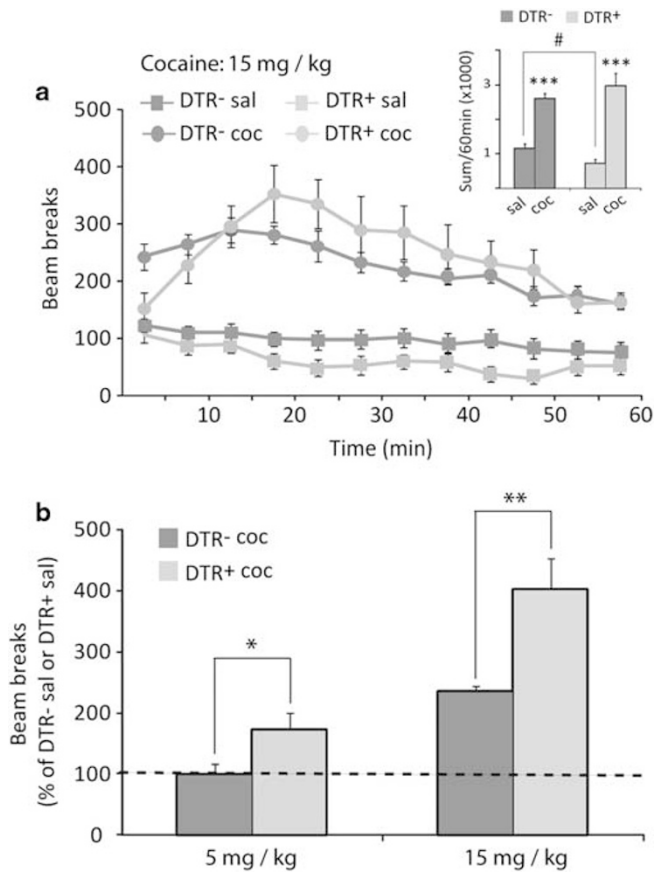 DTR- DTR+
#
***
***
Sum/60min (x1000)
3
1
sal coc sal coc
a
Cocaine: 15 mg / kg
DTR- sal DTR+ sal
DTR- coc DTR+ coc
Beam breaks
500
400
300
200
100
0
10 20 30 40 50 60
Time (min)
b
DTR- coc
DTR+ coc
Beam breaks
(% of DTR- sal or DTR+ sal)
500
400
300
200
100
0
*
**
5 mg / kg 15 mg / kg